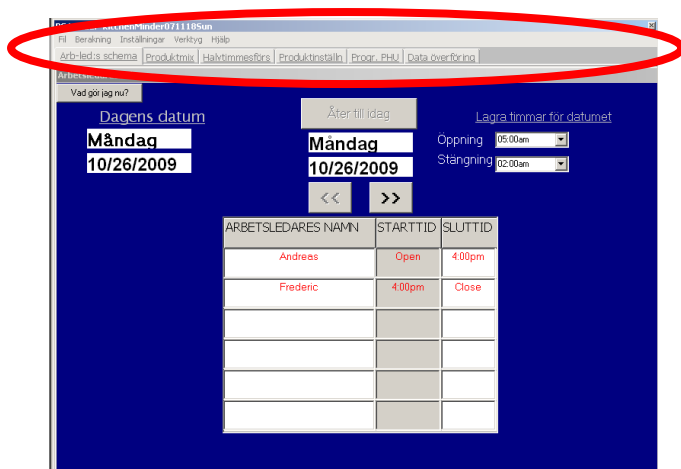 KitchenMinder071118Sun
Fil Beräkning Inställningar Verktyg Hjälp
Arb-led:s schema Produktmix Halvtimmesförs Produktinställn Progr. PHU Data överföring
Vad gör jag nu?
Dagens datum
Måndag
10/26/2009
Åter till idag
Måndag
10/26/2009
<< >>
Lagra timmar för datumet
Öppning 05:00am
Stängning 02:00am
ARBETSLEDARES NAMN STARTTID SLUTTID
Andreas Open 4:00pm
Frederic 4:00pm Close